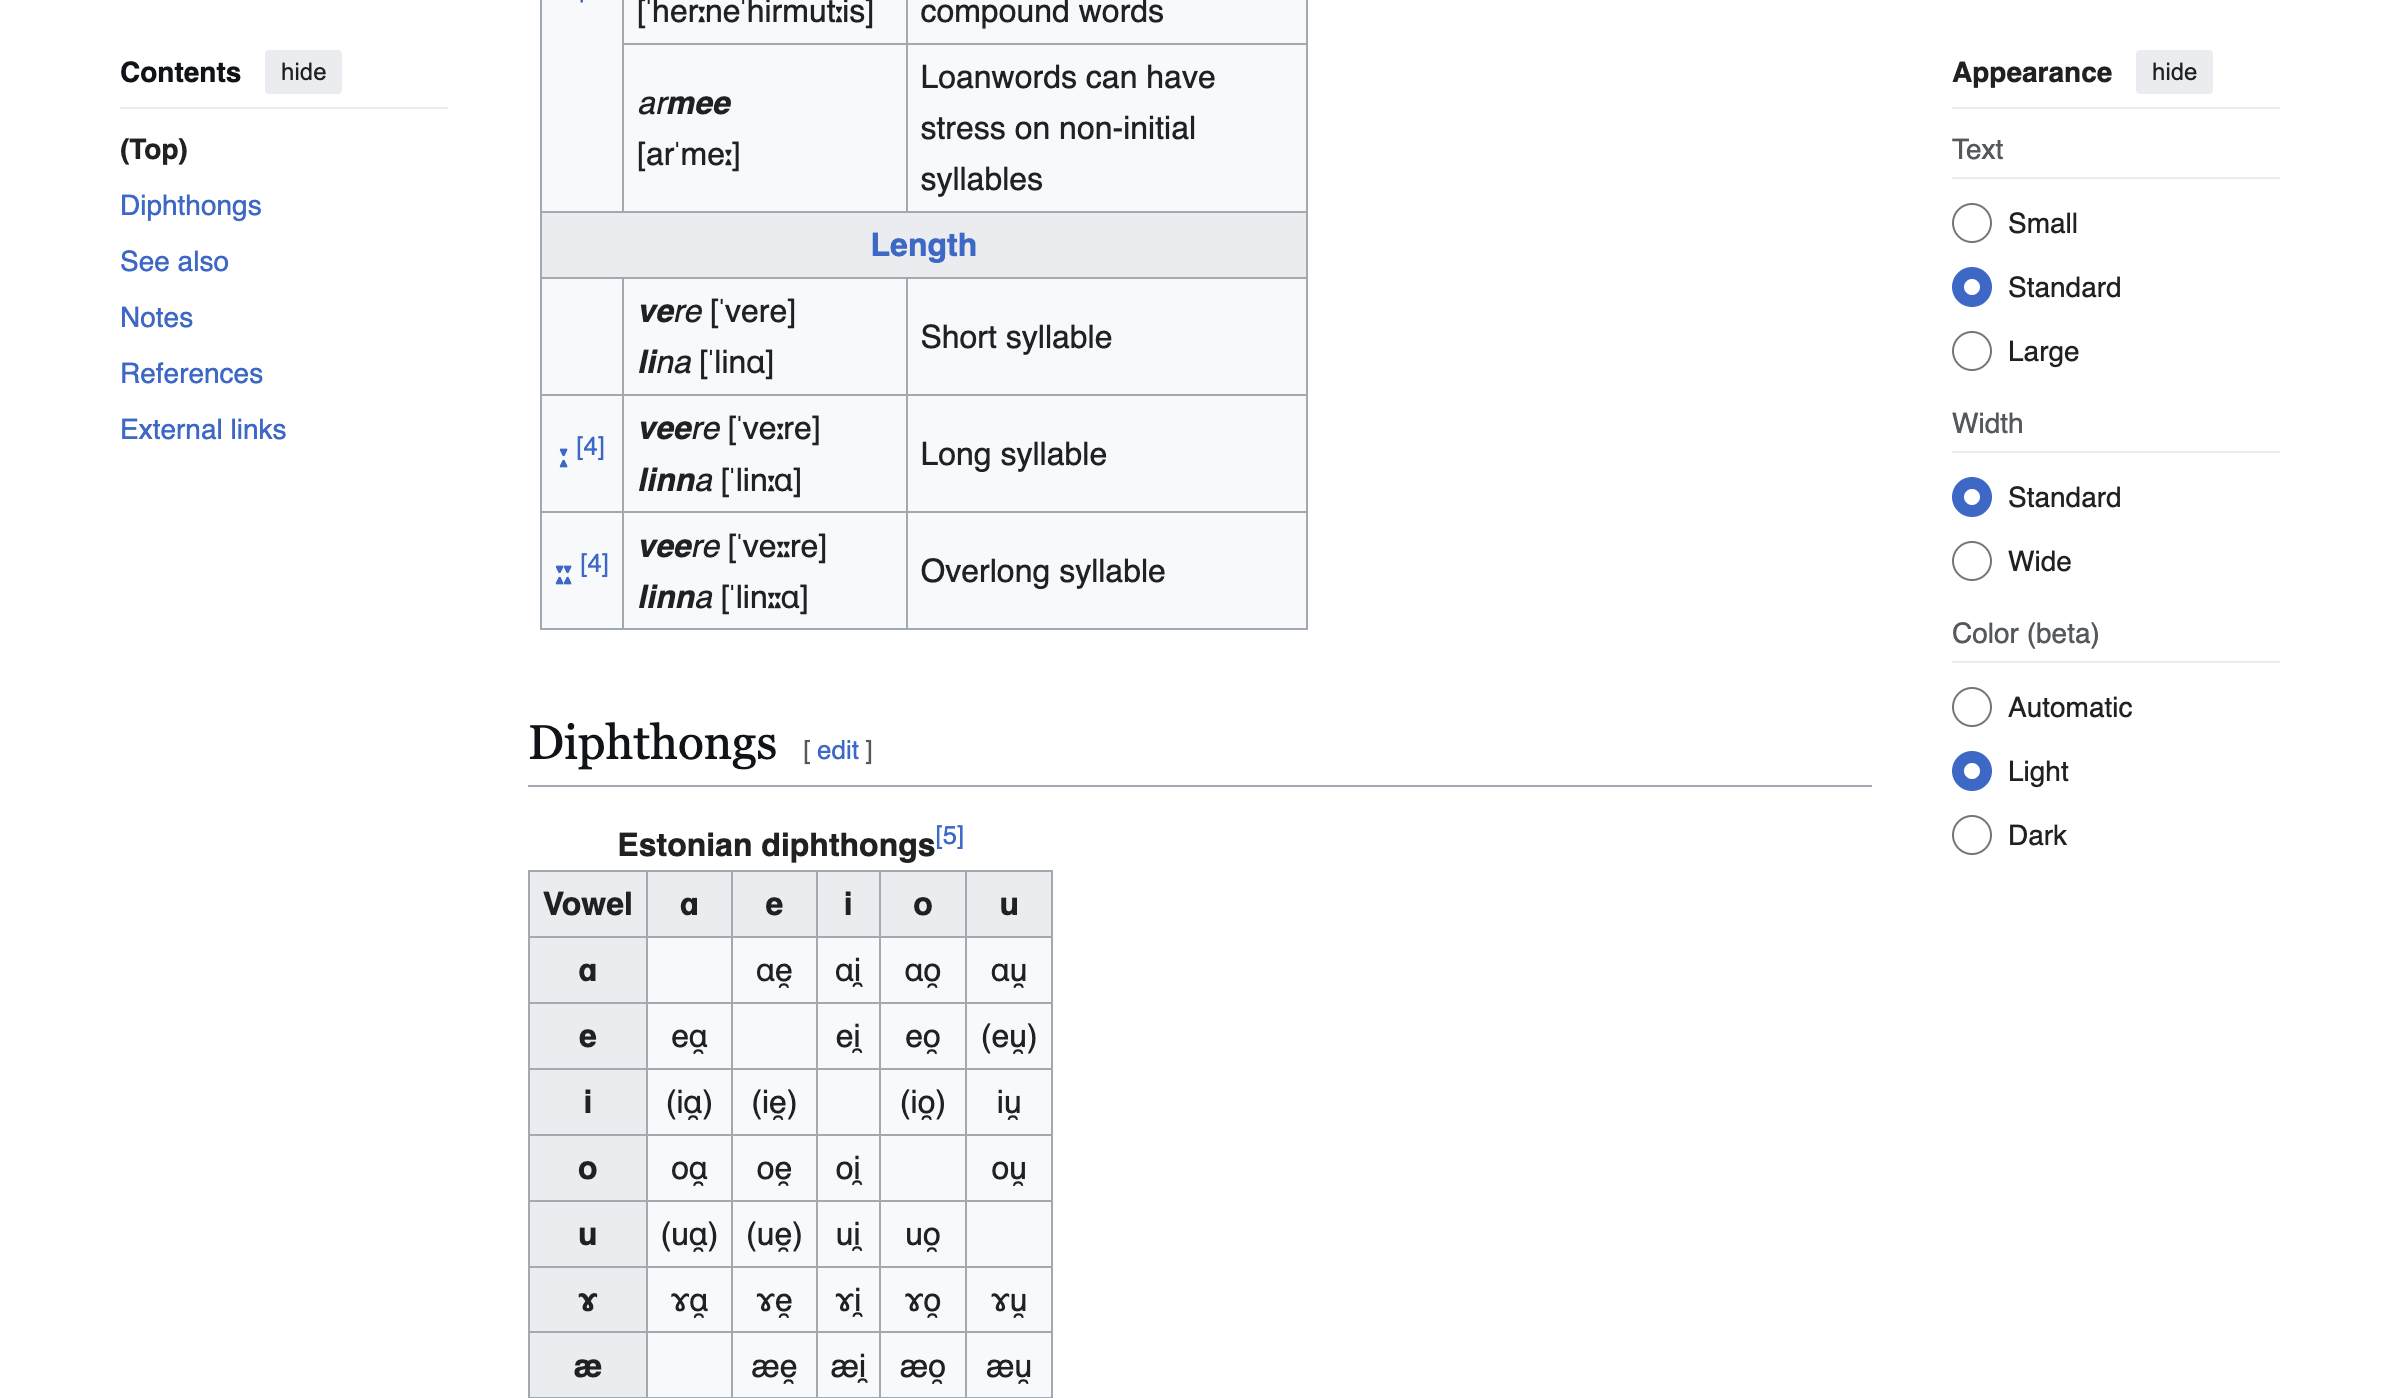 Contents hide
(Top)
Diphthongs
See also
Notes
References
External links
[ˈherːneˈhirmutːis] compound words
armee
[arˈmeː]
Loanwords can have
stress on non-initial
syllables
Length
vere [ˈvere]
lina [ˈlinɑ]
Short syllable
ː [4]
veere [ˈveːre]
linna [ˈlinːɑ]
Long syllable
ːː [4]
veere [ˈveːːre]
linna [ˈlinːːɑ]
Overlong syllable
Diphthongs [ edit ]
Estonian diphthongs[5]
Vowel ɑ e i o u
ɑ ɑe̯ ɑi̯ ɑo̯ ɑu̯
e eɑ̯ ei̯ eo̯ (eu̯)
i (iɑ̯) (ie̯) (io̯) iu̯
o oɑ̯ oe̯ oi̯ ou̯
u (uɑ̯) (ue̯) ui̯ uo̯
ɤ ɤɑ̯ ɤe̯ ɤi̯ ɤo̯ ɤu̯
æ æe̯ æi̯ æo̯ æu̯
Appearance hide
Text
Small
Standard
Large
Width
Standard
Wide
Color (beta)
Automatic
Light
Dark